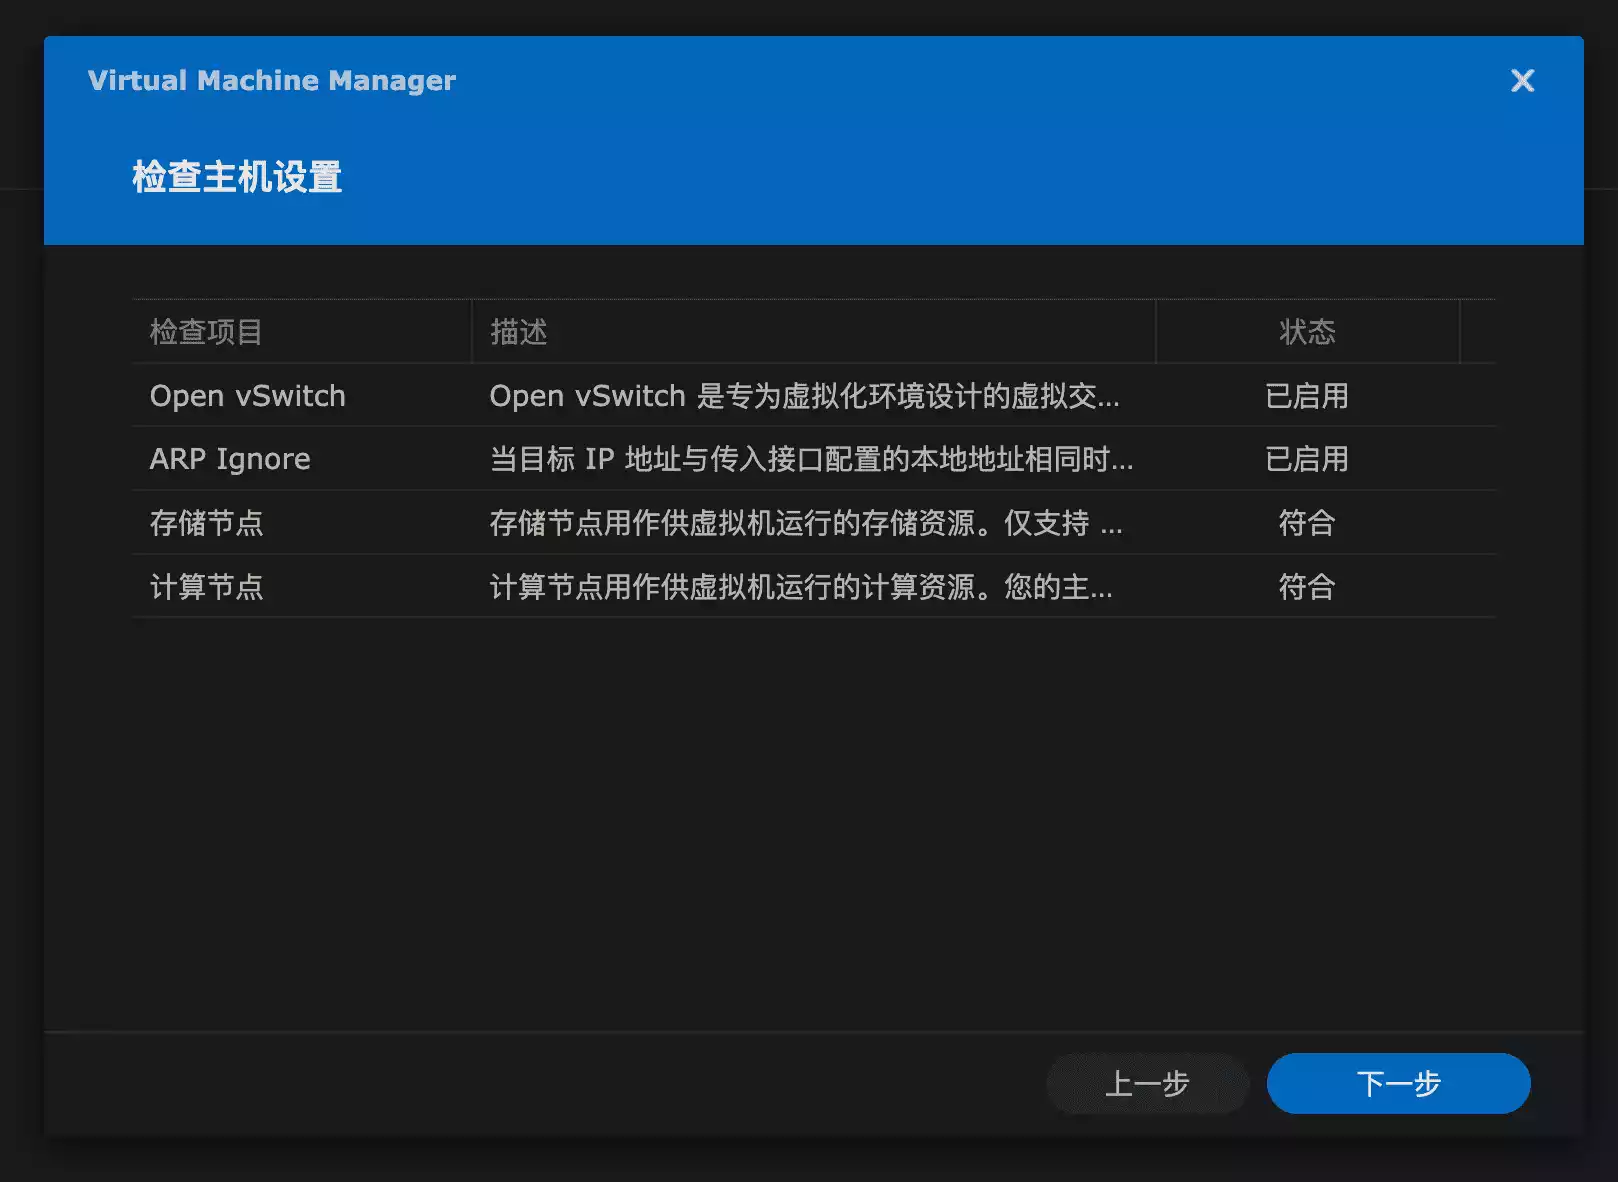 Virtual Machine Manager
检查主机设置
检查项目 描述 状态
Open vSwitch Open vSwitch 是专为虚拟化环境设计的虚拟交... 已启用
ARP Ignore 当目标 IP 地址与传入接口配置的本地地址相同时... 已启用
存储节点 存储节点用作供虚拟机运行的存储资源。仅支持 ... 符合
计算节点 计算节点用作供虚拟机运行的计算资源。您的主... 符合
上一步 下一步